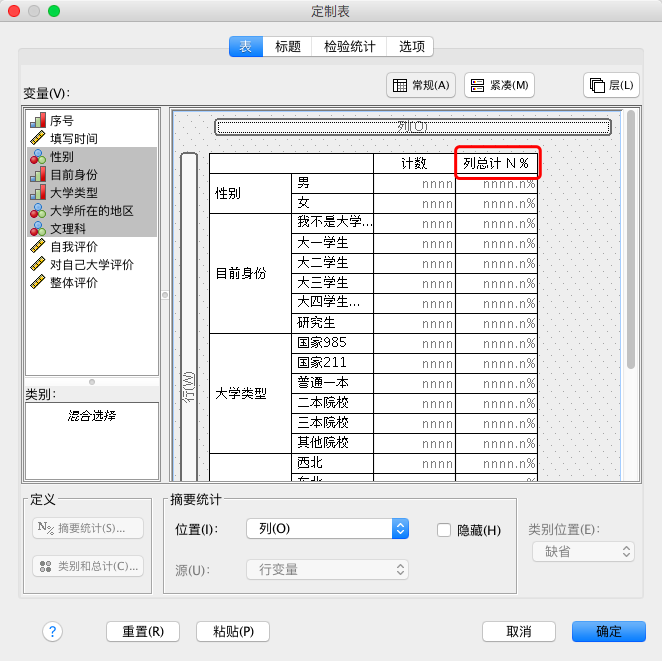 定制表
表 标题 检验统计 选项
变量(V):
常规(A) 紧凑(M) 层(L)
序号
填写时间
性别
目前身份
大学类型
大学所在的地区
文理科
自我评价
对自己大学评价
整体评价
类别:
混合选择
列(O)
行(W)
计数 列总计 N %
性别 男 nnnn nnnn.n%
女 nnnn nnnn.n%
目前身份 我不是大学... nnnn nnnn.n%
大一学生 nnnn nnnn.n%
大二学生 nnnn nnnn.n%
大三学生 nnnn nnnn.n%
大四学生... nnnn nnnn.n%
研究生 nnnn nnnn.n%
大学类型 国家985 nnnn nnnn.n%
国家211 nnnn nnnn.n%
普通一本 nnnn nnnn.n%
二本院校 nnnn nnnn.n%
三本院校 nnnn nnnn.n%
其他院校 nnnn nnnn.n%
西北 nnnn nnnn.n%
定义
N% 摘要统计(S)...
类别和总计(C)...
摘要统计
位置(I): 列(O) 隐藏(H)
源(U): 行变量
类别位置(E):
缺省
? 重置(R) 粘贴(P) 取消 确定